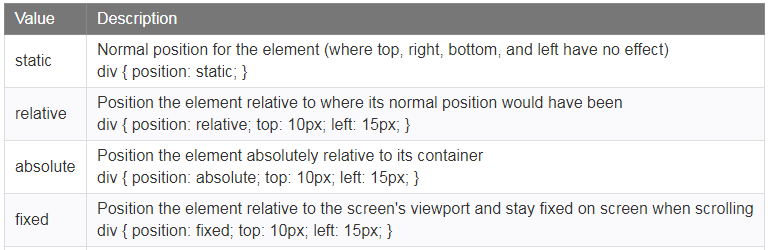 Value Description
static
Normal position for the element (where top, right, bottom, and left have no effect)
div { position: static; }
relative
Position the element relative to where its normal position would have been
div { position: relative; top: 10px; left: 15px; }
absolute
Position the element absolutely relative to its container
div { position: absolute; top: 10px; left: 15px; }
fixed
Position the element relative to the screen's viewport and stay fixed on screen when scrolling
div { position: fixed; top: 10px; left: 15px; }